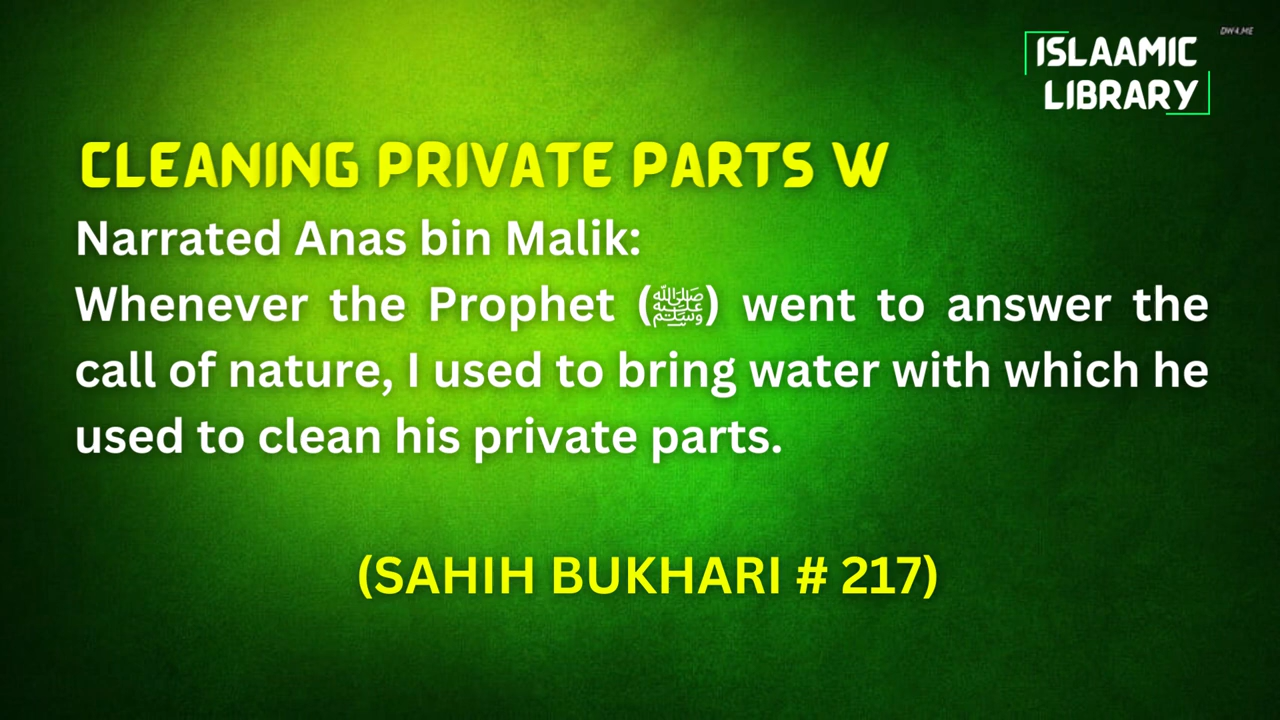 DW4.ME
ISLAAMIC
LIBRARY
CLEANING PRIVATE PARTS W
Narrated Anas bin Malik:
Whenever the Prophet (ﷺ) went to answer the
call of nature, I used to bring water with which he
used to clean his private parts.
(SAHIH BUKHARI # 217)